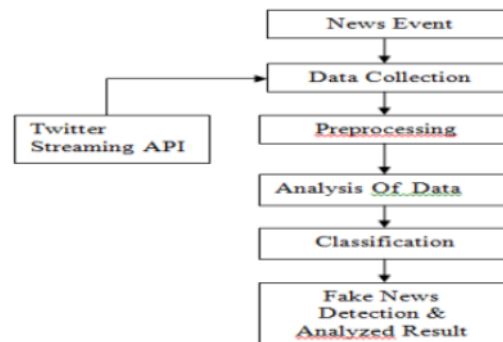 News Event
Data Collection
Twitter
Streaming API
Preprocessing
Analysis Of Data
Classification
Fake News
Detection &
Analyzed Result